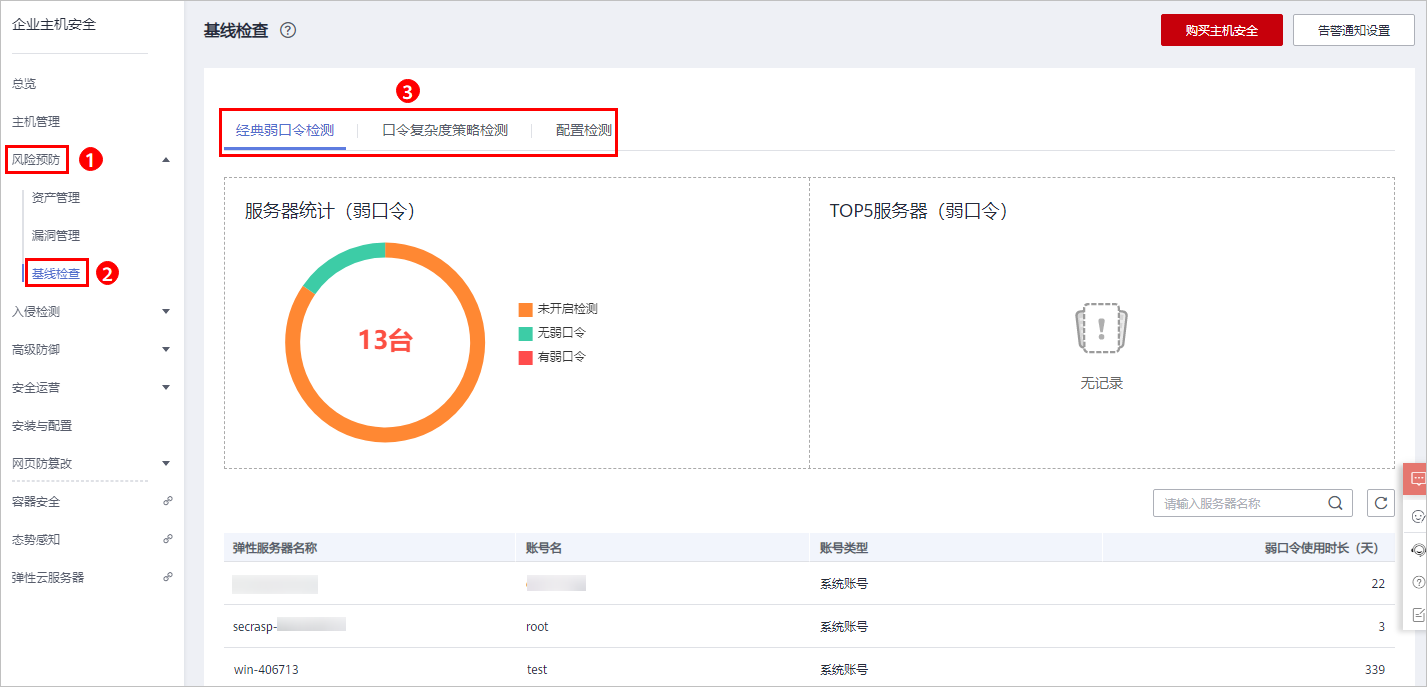 企业主机安全
总览
主机管理
风险预防
1
资产管理
漏洞管理
基线检查
2
入侵检测
高级防御
安全运营
安装与配置
网页防篡改
容器安全
态势感知
弹性云服务器
基线检查 ?
购买主机安全
告警通知设置
3
经典弱口令检测
口令复杂度策略检测
配置检测
服务器统计（弱口令）
13台
未开启检测
无弱口令
有弱口令
TOP5服务器（弱口令）
无记录
请输入服务器名称
弹性服务器名称 账号名 账号类型 弱口令使用时长（天）
系统账号 22
secrasp- root 系统账号 3
win-406713 test 系统账号 339